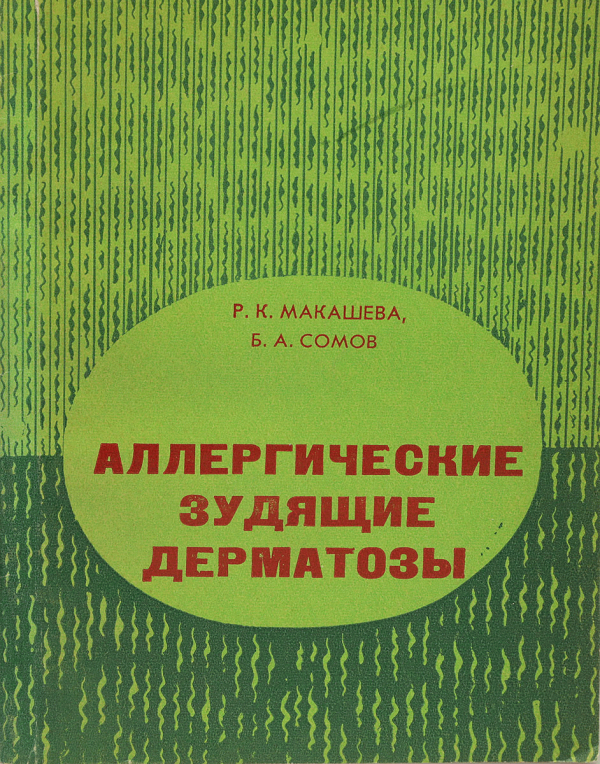 Р. К. МАКАШЕВА,
Б. А. СОМОВ
АЛЛЕРГИЧЕСКИЕ
ЗУДЯЩИЕ
ДЕРМАТОЗЫ